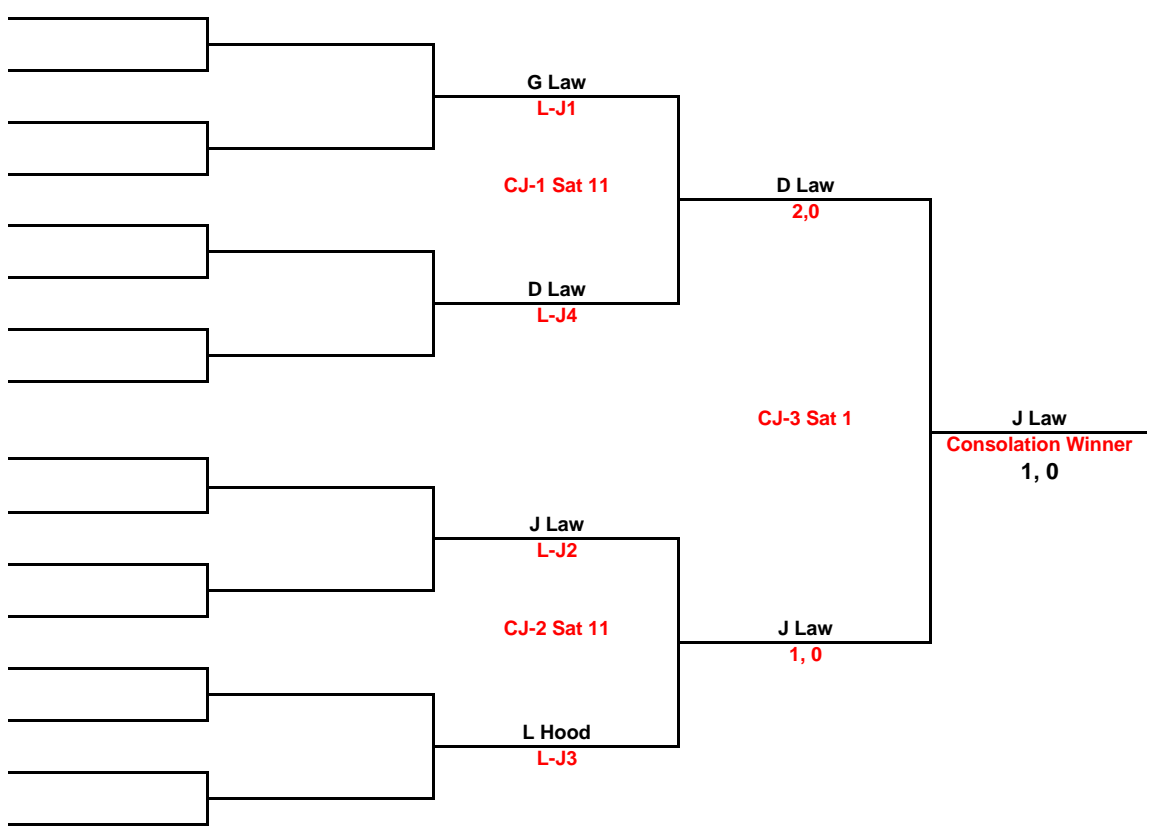 G Law
L-J1
CJ-1 Sat 11
D Law
2,0
D Law
L-J4
CJ-3 Sat 1
J Law
Consolation Winner
1, 0
J Law
L-J2
CJ-2 Sat 11
J Law
1, 0
L Hood
L-J3